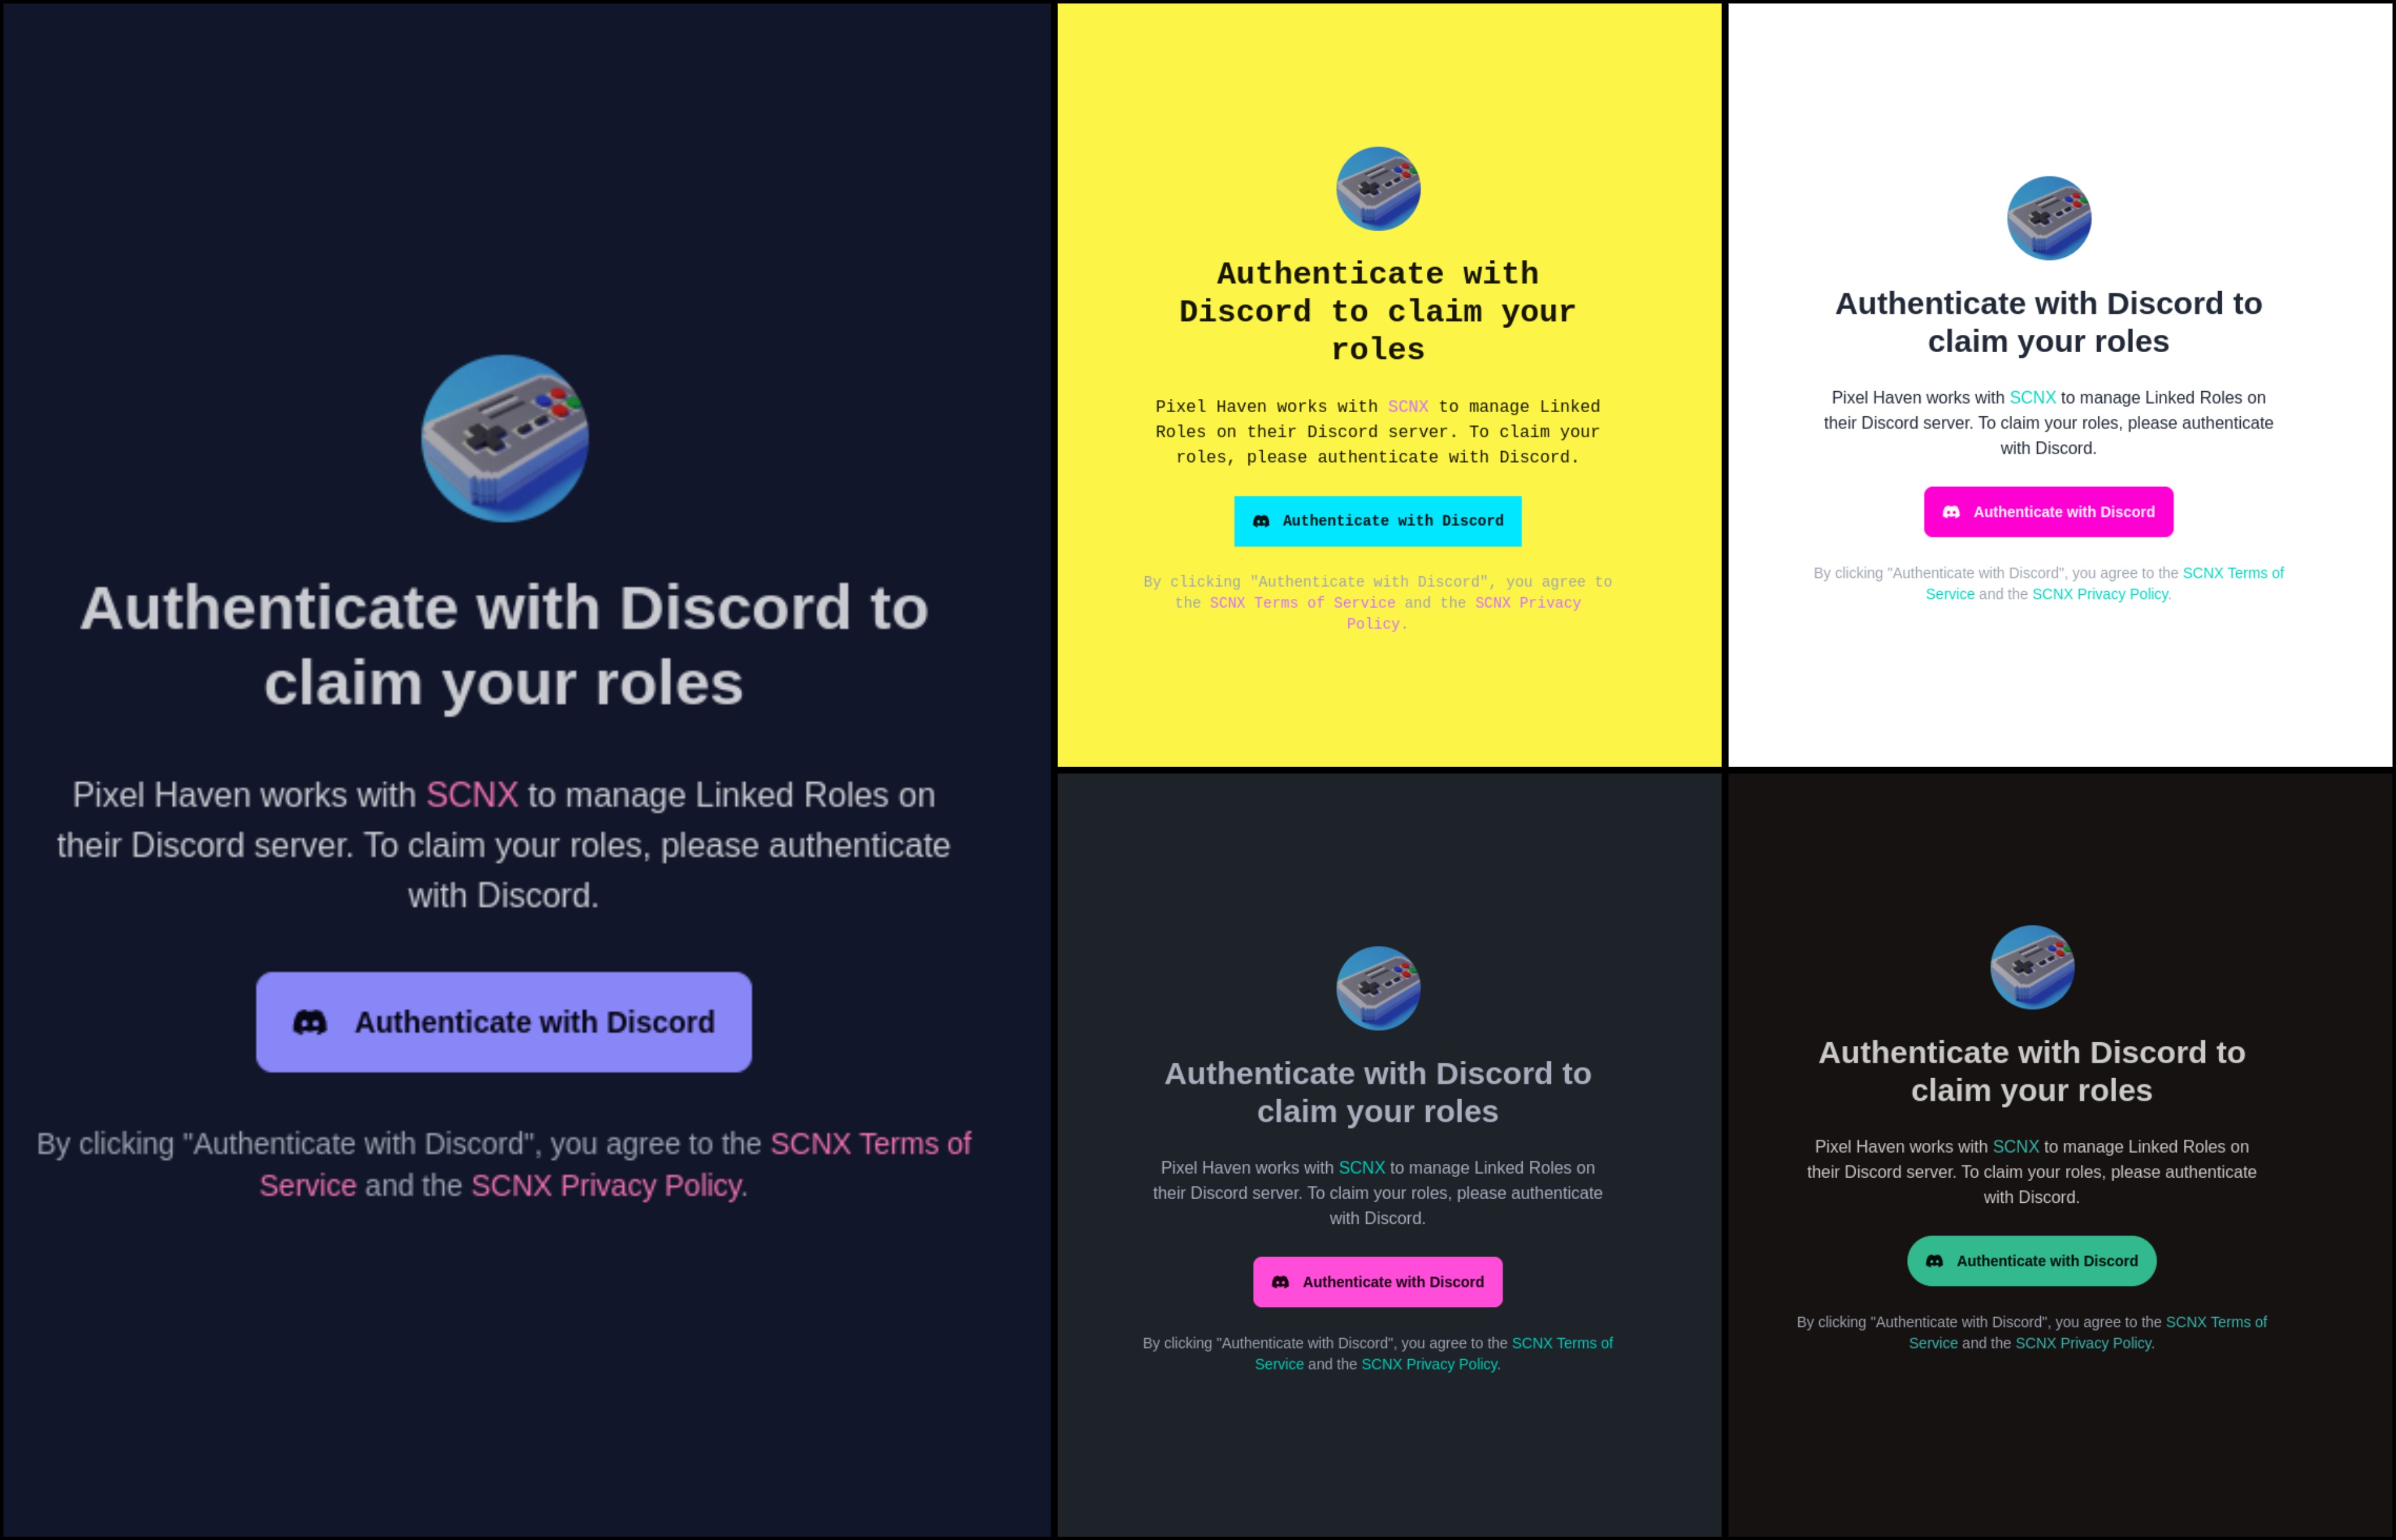 Authenticate with Discord to
claim your roles
Pixel Haven works with SCNX to manage Linked Roles on
their Discord server. To claim your roles, please authenticate
with Discord.
Authenticate with Discord
By clicking "Authenticate with Discord", you agree to the SCNX Terms of
Service and the SCNX Privacy Policy.
Authenticate with
Discord to claim your
roles
Pixel Haven works with SCNX to manage Linked
Roles on their Discord server. To claim your
roles, please authenticate with Discord.
Authenticate with Discord
By clicking "Authenticate with Discord", you agree to
the SCNX Terms of Service and the SCNX Privacy
Policy.
Authenticate with Discord to
claim your roles
Pixel Haven works with SCNX to manage Linked Roles on
their Discord server. To claim your roles, please authenticate
with Discord.
Authenticate with Discord
By clicking "Authenticate with Discord", you agree to the SCNX Terms of
Service and the SCNX Privacy Policy.
Authenticate with Discord to
claim your roles
Pixel Haven works with SCNX to manage Linked Roles on
their Discord server. To claim your roles, please authenticate
with Discord.
Authenticate with Discord
By clicking "Authenticate with Discord", you agree to the SCNX Terms of
Service and the SCNX Privacy Policy.
Authenticate with Discord to
claim your roles
Pixel Haven works with SCNX to manage Linked Roles on
their Discord server. To claim your roles, please authenticate
with Discord.
Authenticate with Discord
By clicking "Authenticate with Discord", you agree to the SCNX Terms of
Service and the SCNX Privacy Policy.